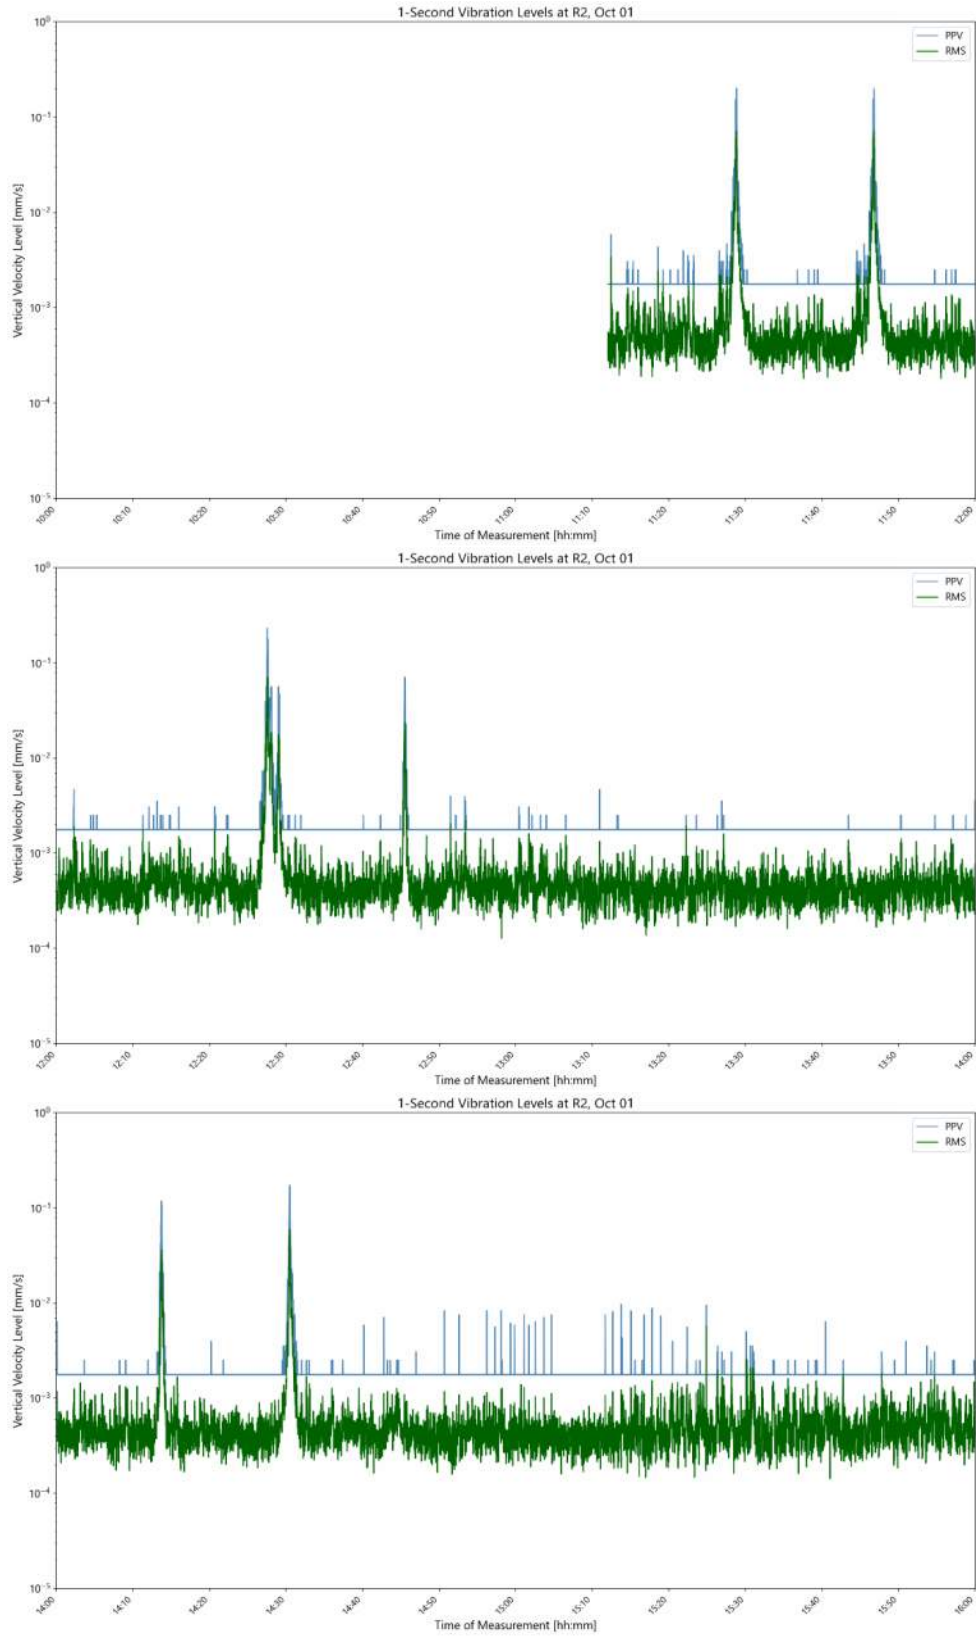 1-Second Vibration Levels at R2, Oct 01
PPV
RMS
10⁰
10⁻¹
10⁻²
10⁻³
10⁻⁴
10⁻⁵
Vertical Velocity Level [mm/s]
10:00 10:10 10:20 10:30 10:40 10:50 11:00 11:10 11:20 11:30 11:40 11:50 12:00
Time of Measurement [hh:mm]
1-Second Vibration Levels at R2, Oct 01
PPV
RMS
10⁰
10⁻¹
10⁻²
10⁻³
10⁻⁴
10⁻⁵
Vertical Velocity Level [mm/s]
12:00 12:10 12:20 12:30 12:40 12:50 13:00 13:10 13:20 13:30 13:40 13:50 14:00
Time of Measurement [hh:mm]
1-Second Vibration Levels at R2, Oct 01
PPV
RMS
10⁰
10⁻¹
10⁻²
10⁻³
10⁻⁴
10⁻⁵
Vertical Velocity Level [mm/s]
14:00 14:10 14:20 14:30 14:40 14:50 15:00 15:10 15:20 15:30 15:40 15:50 16:00
Time of Measurement [hh:mm]